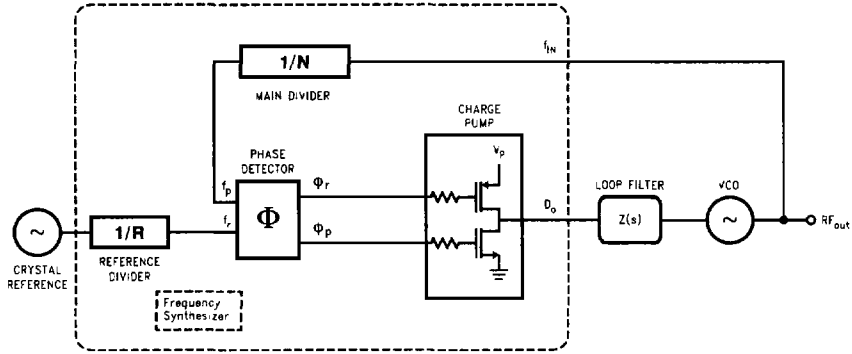 1/N
f_IN
MAIN DIVIDER
CHARGE
PUMP
V_P
PHASE
DETECTOR
f_p
Φ_r
Φ
f_r
Φ_p
D_o
LOOP FILTER
Z(s)
VCO
~
RF_out
~
1/R
CRYSTAL
REFERENCE
REFERENCE
DIVIDER
Frequency
Synthesizer